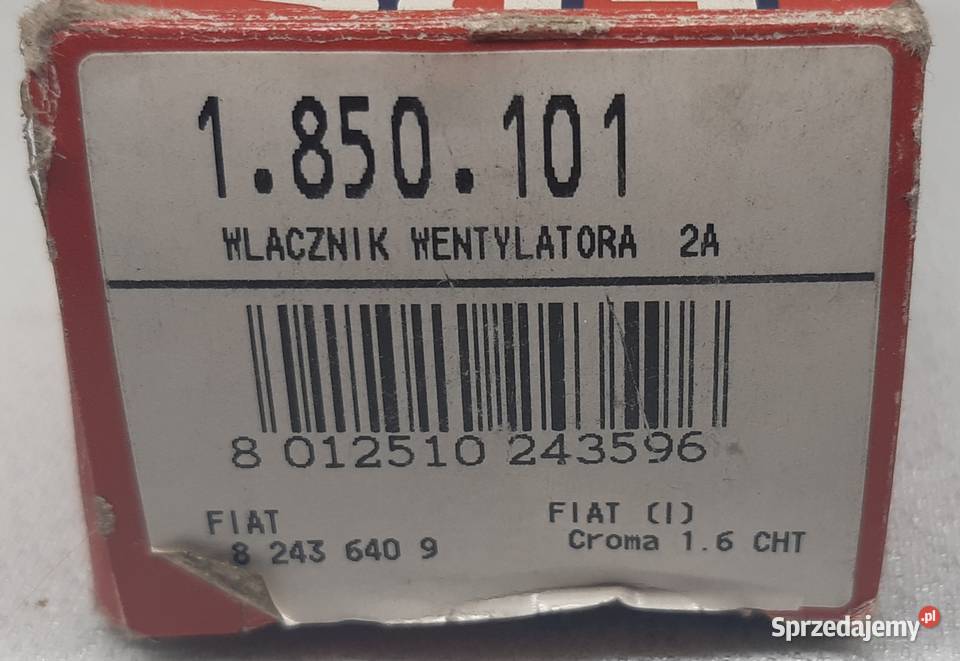 1.850.101
WLACZNIK WENTYLATORA 2A
8 012510 243596
FIAT
8 243 640 9
FIAT (I)
Croma 1.6 CHT
Sprzedajemy.pl